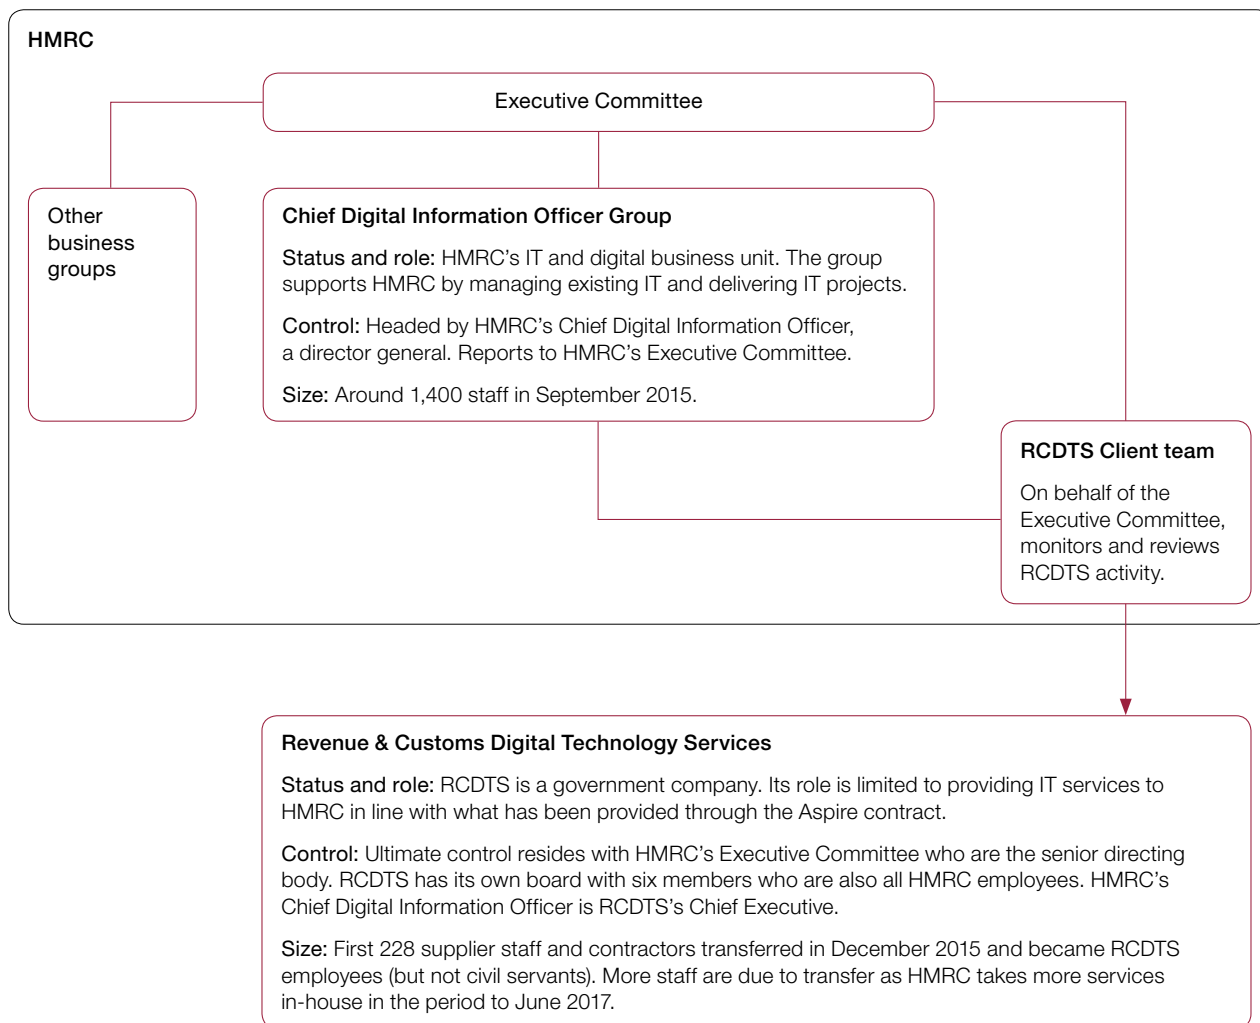 HMRC
Executive Committee
Other
business
groups
Chief Digital Information Officer Group
Status and role: HMRC’s IT and digital business unit. The group
supports HMRC by managing existing IT and delivering IT projects.
Control: Headed by HMRC’s Chief Digital Information Officer,
a director general. Reports to HMRC’s Executive Committee.
Size: Around 1,400 staff in September 2015.
RCDTS Client team
On behalf of the
Executive Committee,
monitors and reviews
RCDTS activity.
Revenue & Customs Digital Technology Services
Status and role: RCDTS is a government company. Its role is limited to providing IT services to
HMRC in line with what has been provided through the Aspire contract.
Control: Ultimate control resides with HMRC’s Executive Committee who are the senior directing
body. RCDTS has its own board with six members who are also all HMRC employees. HMRC’s
Chief Digital Information Officer is RCDTS’s Chief Executive.
Size: First 228 supplier staff and contractors transferred in December 2015 and became RCDTS
employees (but not civil servants). More staff are due to transfer as HMRC takes more services
in-house in the period to June 2017.